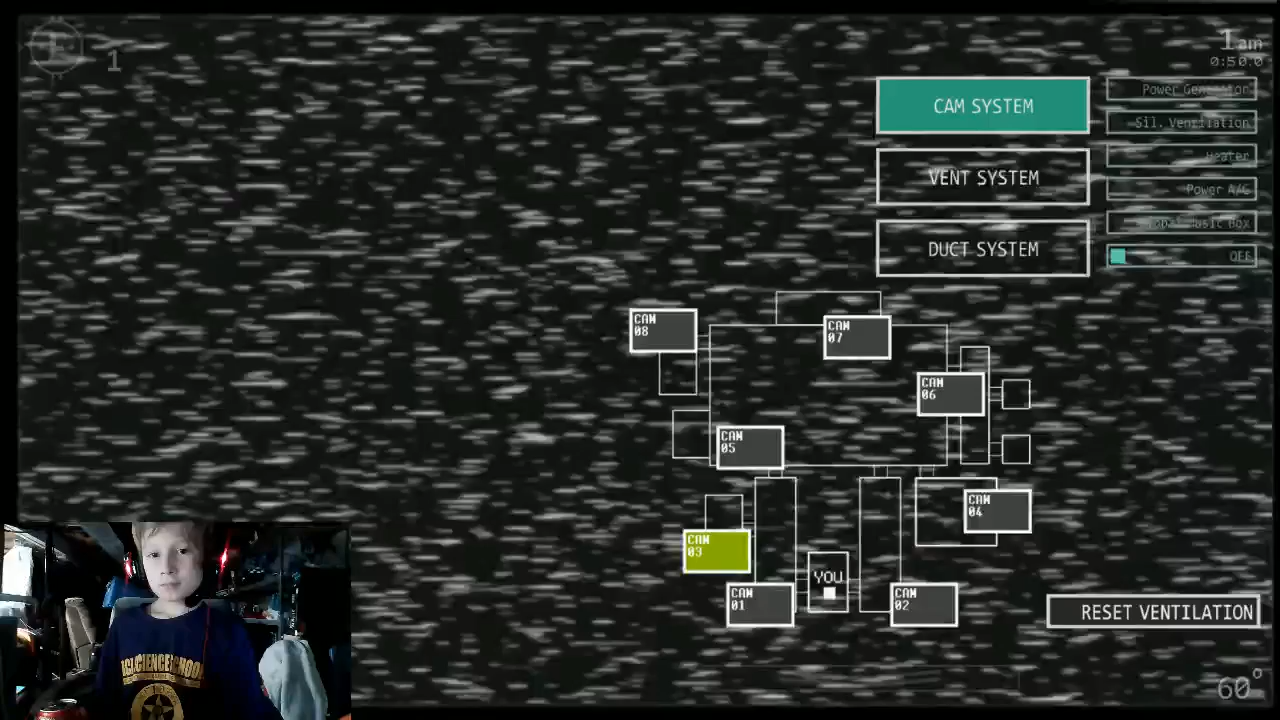 1
1 am
0:50.0
CAM SYSTEM
VENT SYSTEM
DUCT SYSTEM
Power Generator
Sil. Ventilation
Heater
Power A/C
Global Music Box
OFF
CAM
08
CAM
07
CAM
06
CAM
05
CAM
04
CAM
03
YOU
CAM
01
CAM
02
RESET VENTILATION
60°